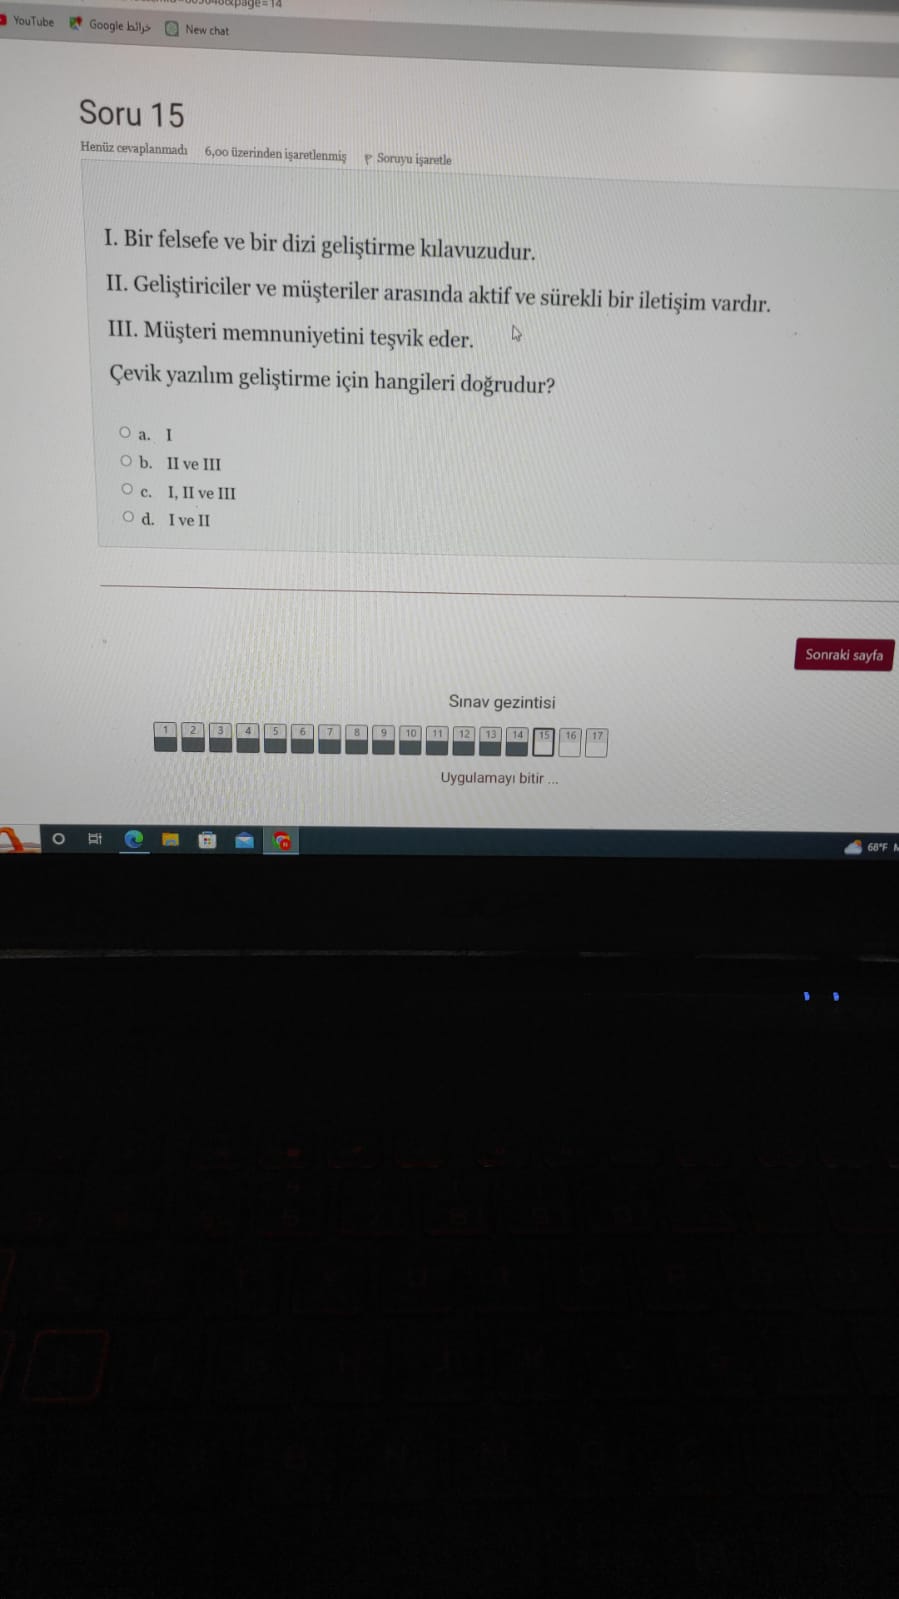 page=14
YouTube
Google خرائط
New chat
Soru 15
Henüz cevaplanmadı 6,00 üzerinden işaretlenmiş Soruyu işaretle
I. Bir felsefe ve bir dizi geliştirme kılavuzudur.
II. Geliştiriciler ve müşteriler arasında aktif ve sürekli bir iletişim vardır.
III. Müşteri memnuniyetini teşvik eder.
Çevik yazılım geliştirme için hangileri doğrudur?
a. I
b. II ve III
c. I, II ve III
d. I ve II
Sonraki sayfa
Sınav gezintisi
1 2 3 4 5 6 7 8 9 10 11 12 13 14 15 16 17
Uygulamayı bitir ...
68°F